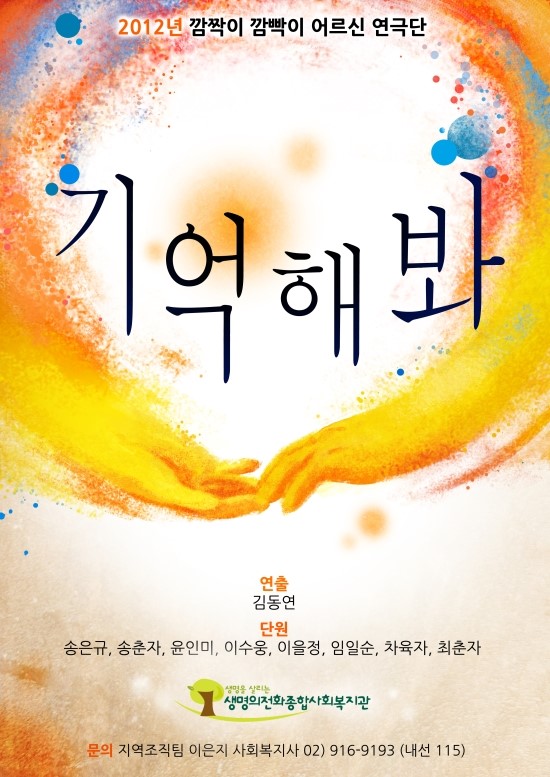 2012년 깜짝이 깜빡이 어르신 연극단
기억해봐
연출
김동연
단원
송은규, 송춘자, 윤인미, 이수웅, 이을정, 임일순, 차육자, 최춘자
생명을 살리는
생명의전화종합사회복지관
문의 지역조직팀 이은지 사회복지사 02) 916-9193 (내선 115)